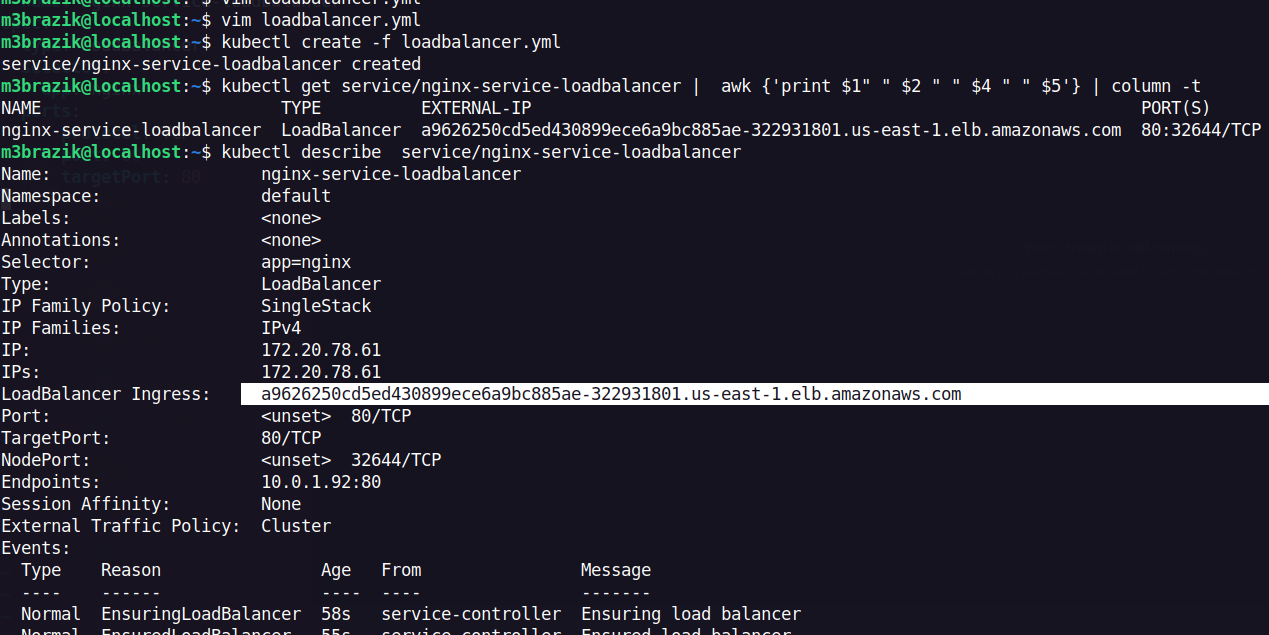 m3brazik@localhost:~$ vim loadbalancer.yml
m3brazik@localhost:~$ vim loadbalancer.yml
m3brazik@localhost:~$ kubectl create -f loadbalancer.yml
service/nginx-service-loadbalancer created
m3brazik@localhost:~$ kubectl get service/nginx-service-loadbalancer |  awk {'print $1" " $2 " " $4 " " $5'} | column -t
NAME                        TYPE          EXTERNAL-IP                                                             PORT(S)
nginx-service-loadbalancer  LoadBalancer  a9626250cd5ed430899ece6a9bc885ae-322931801.us-east-1.elb.amazonaws.com  80:32644/TCP
m3brazik@localhost:~$ kubectl describe  service/nginx-service-loadbalancer
Name:                     nginx-service-loadbalancer
targetPort: 80
Namespace:                default
Labels:                   <none>
Annotations:              <none>
Selector:                 app=nginx
Type:                     LoadBalancer
IP Family Policy:         SingleStack
IP Families:              IPv4
IP:                       172.20.78.61
IPs:                      172.20.78.61
LoadBalancer Ingress:     a9626250cd5ed430899ece6a9bc885ae-322931801.us-east-1.elb.amazonaws.com
Port:                     <unset>  80/TCP
TargetPort:               80/TCP
NodePort:                 <unset>  32644/TCP
Endpoints:                10.0.1.92:80
Session Affinity:         None
External Traffic Policy:  Cluster
Events:
  Type    Reason                Age   From                Message
  ----    ------                ----  ----                -------
  Normal  EnsuringLoadBalancer  58s   service-controller  Ensuring load balancer
  Normal  EnsuredLoadBalancer   55s   service-controller  Ensured load balancer